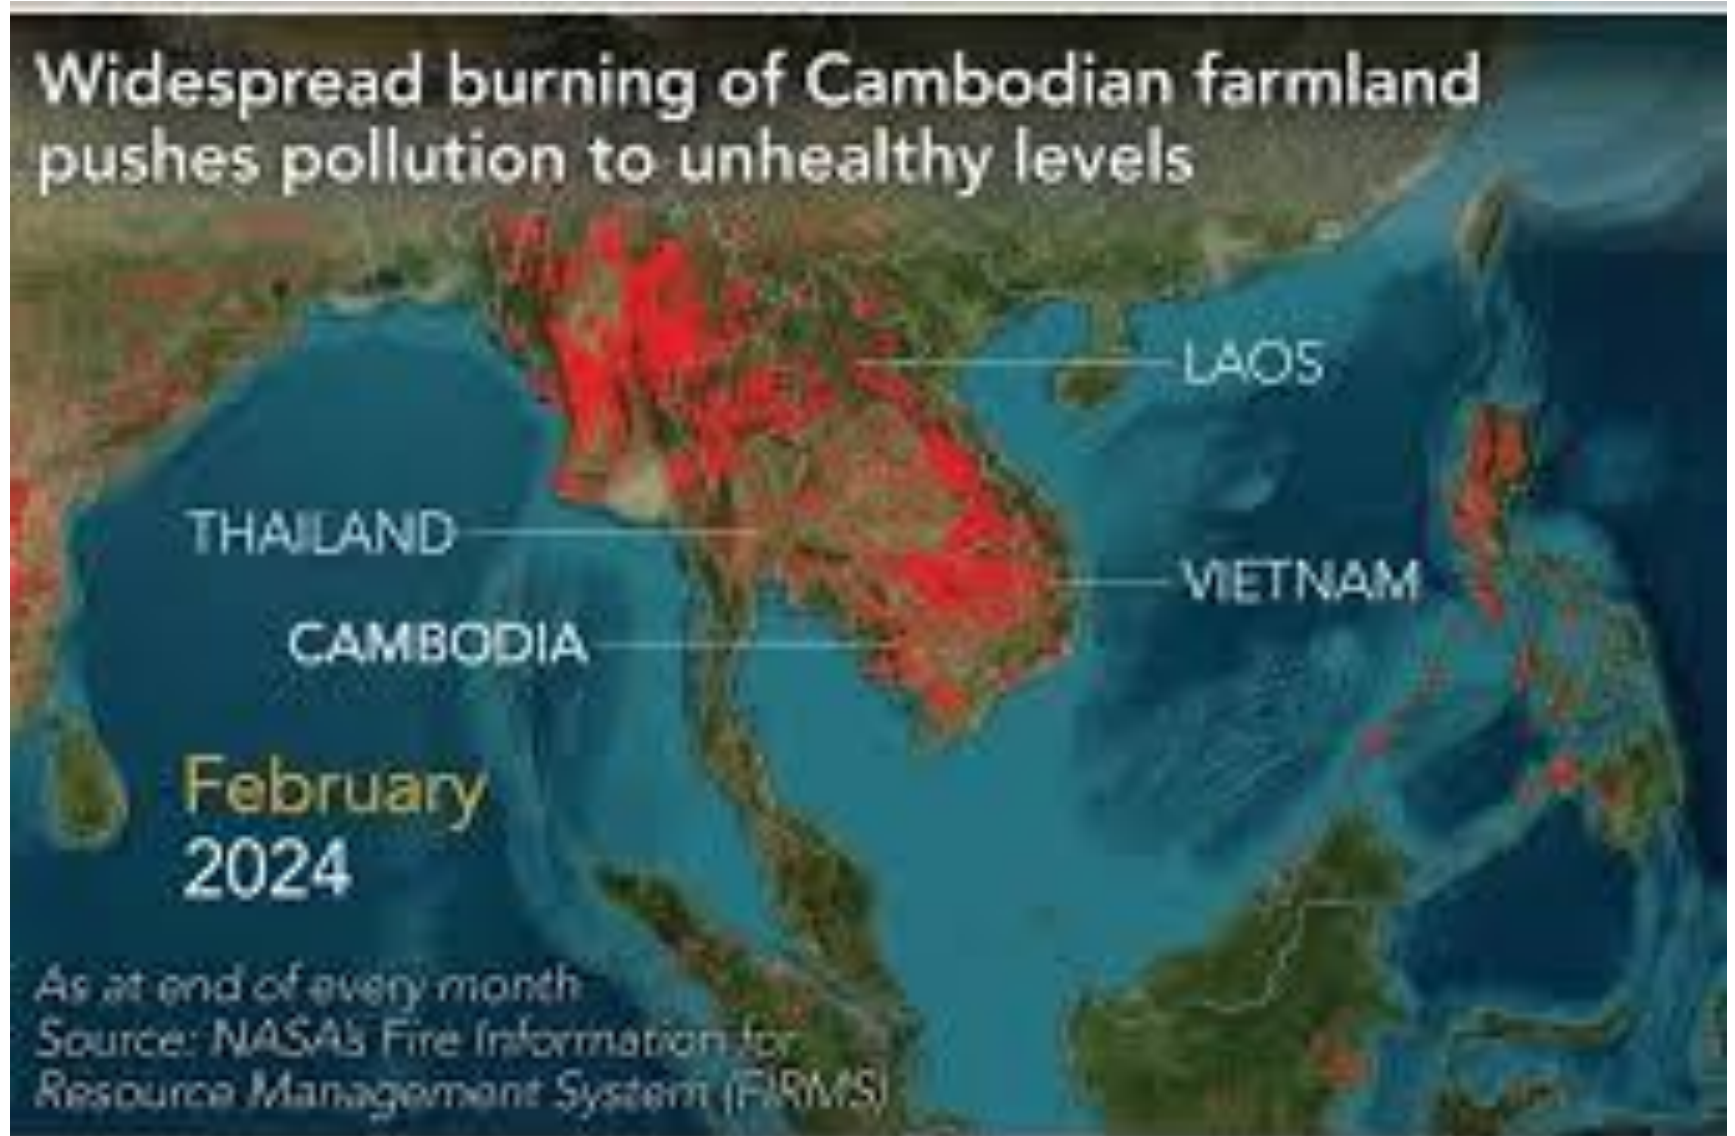 Widespread burning of Cambodian farmland
pushes pollution to unhealthy levels
LAOS
THAILAND
VIETNAM
CAMBODIA
February
2024
As at end of every month
Source: NASA's Fire Information for
Resource Management System (FIRMS)